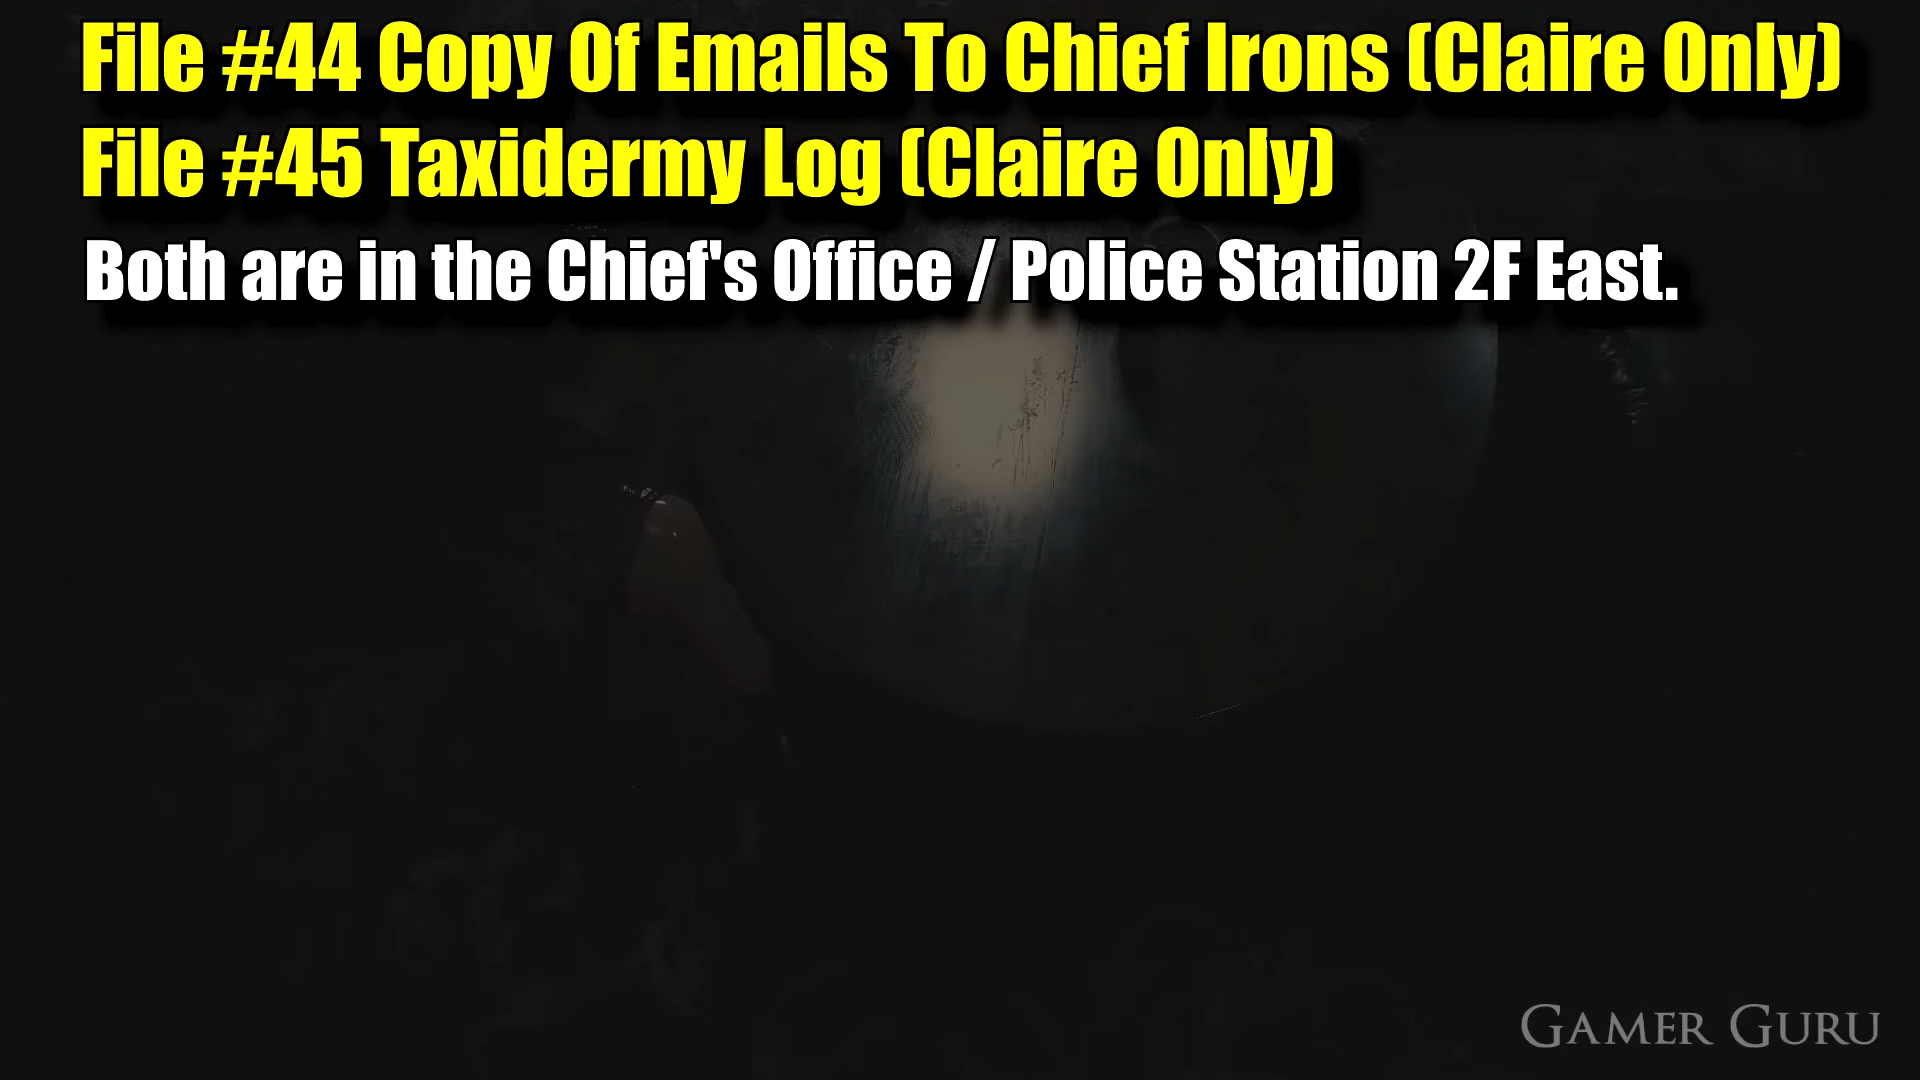 File #44 Copy Of Emails To Chief Irons (Claire Only)
File #45 Taxidermy Log (Claire Only)
Both are in the Chief's Office / Police Station 2F East.
GAMER GURU